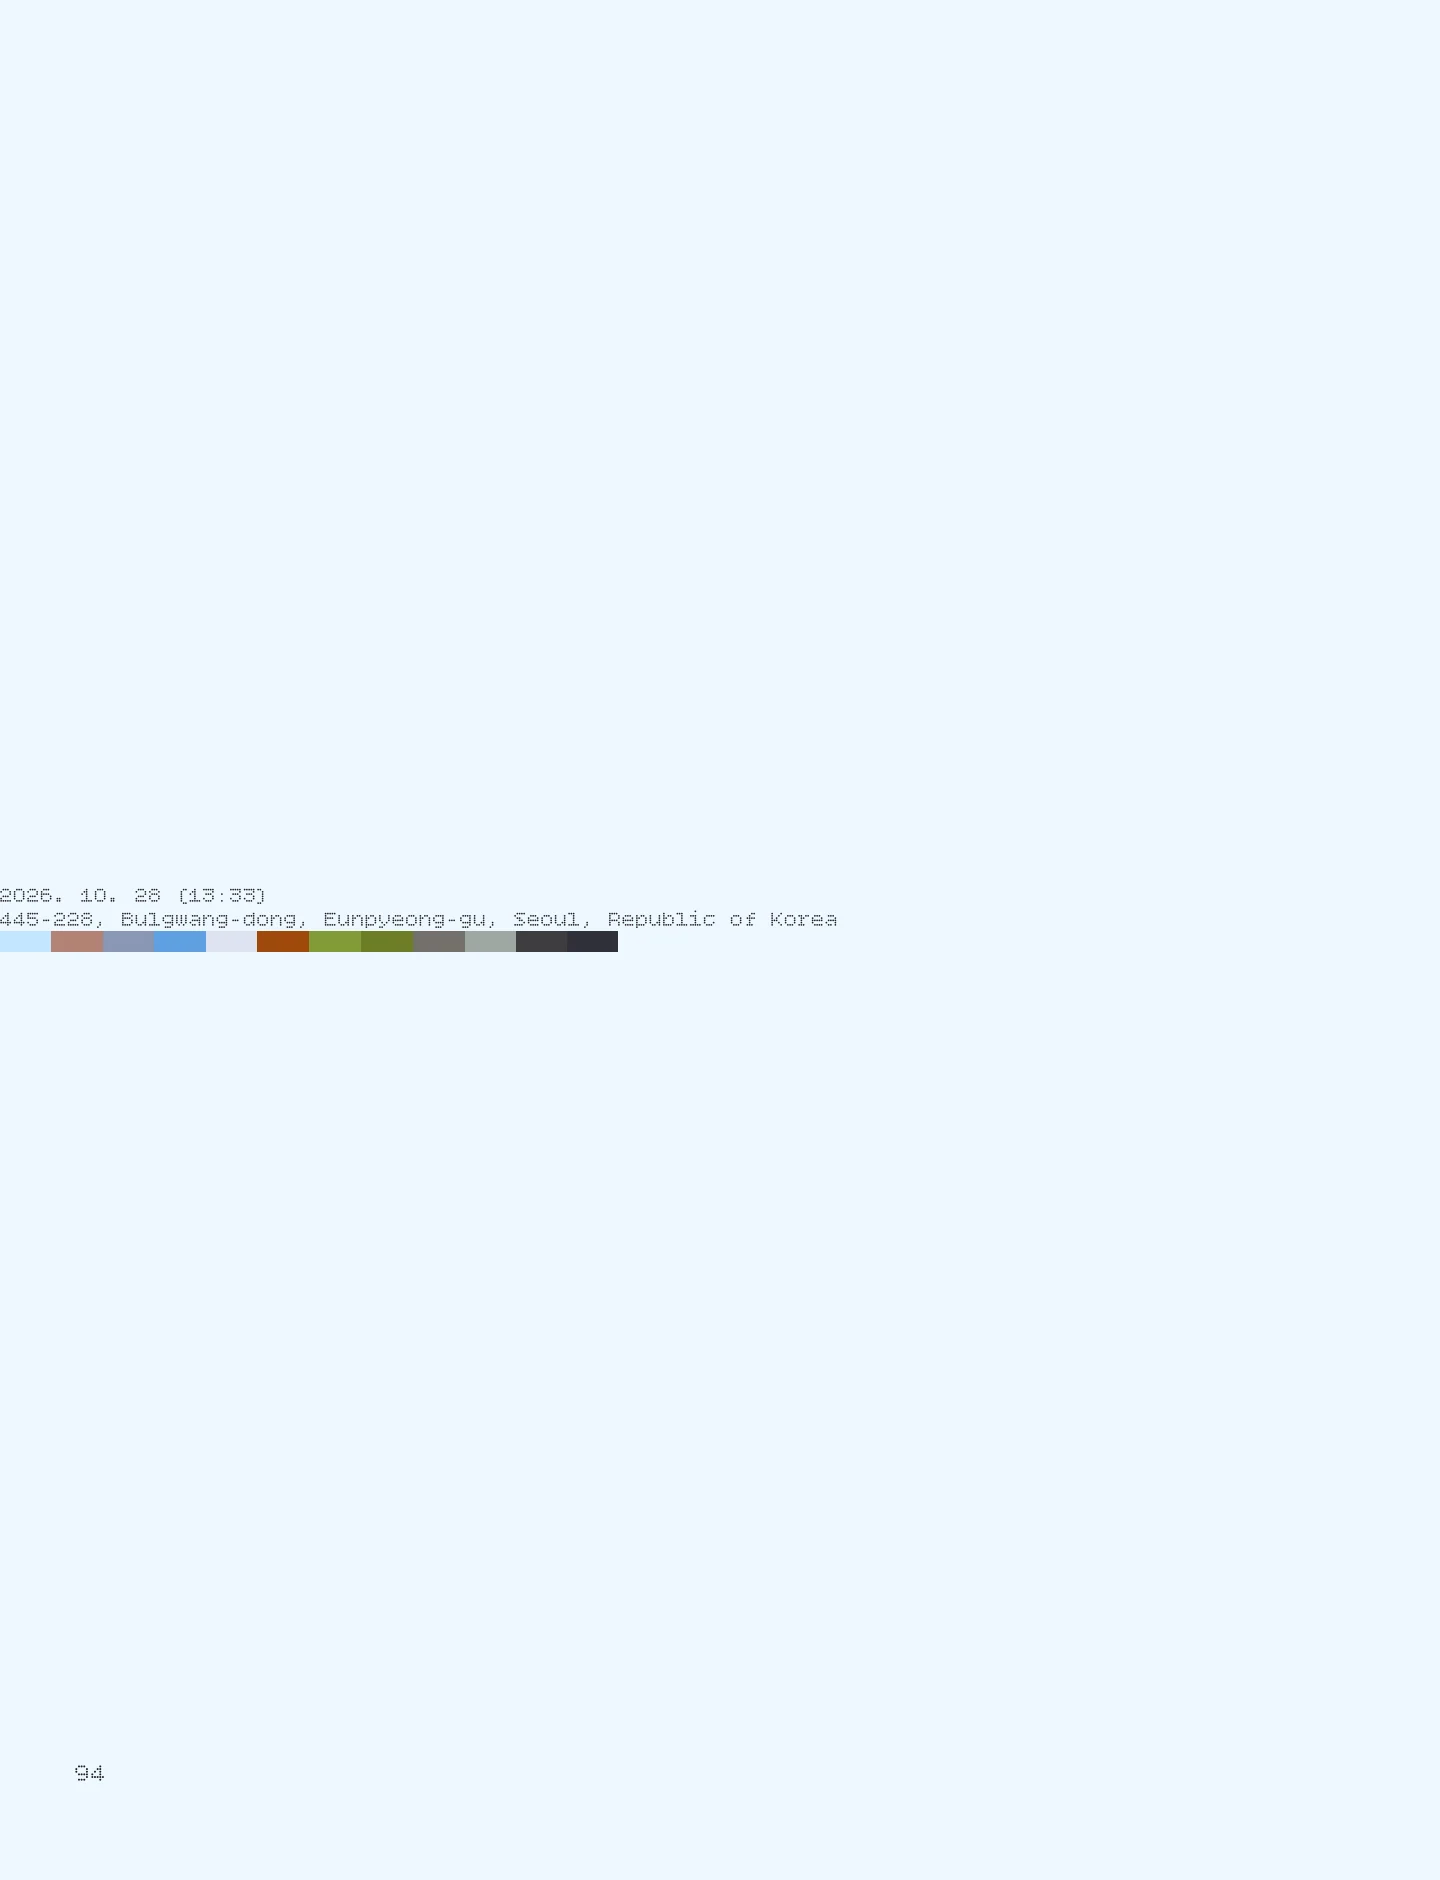 2026. 10. 28 (13:33)
445-228, Bulgwang-dong, Eunpyeong-gu, Seoul, Republic of Korea
94